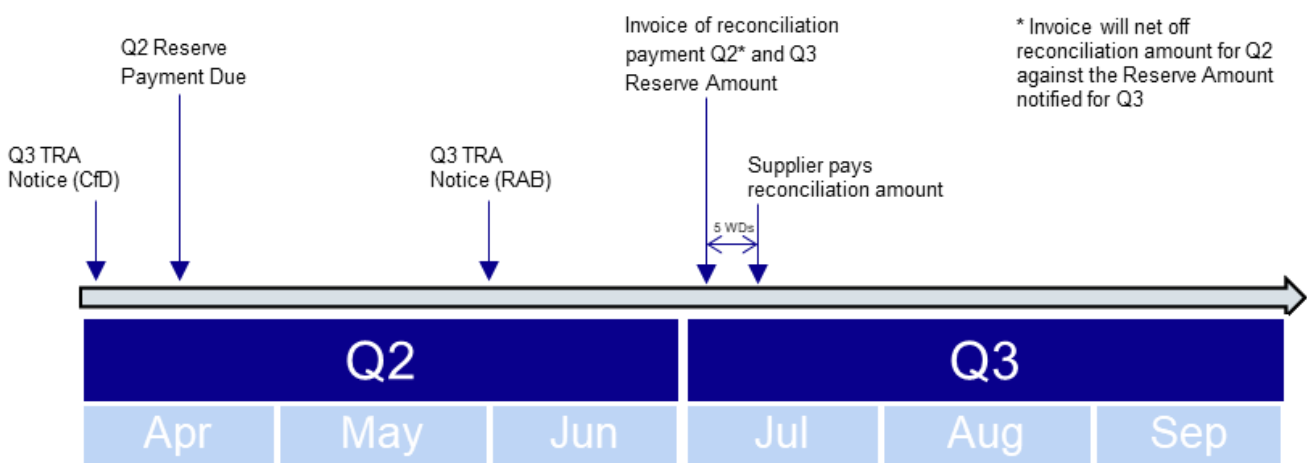 Q2 Reserve
Payment Due
Invoice of reconciliation
payment Q2* and Q3
Reserve Amount
* Invoice will net off
reconciliation amount for Q2
against the Reserve Amount
notified for Q3
Q3 TRA
Notice (CfD)
Q3 TRA
Notice (RAB)
Supplier pays
reconciliation amount
5 WDs
Q2
Q3
Apr
May
Jun
Jul
Aug
Sep